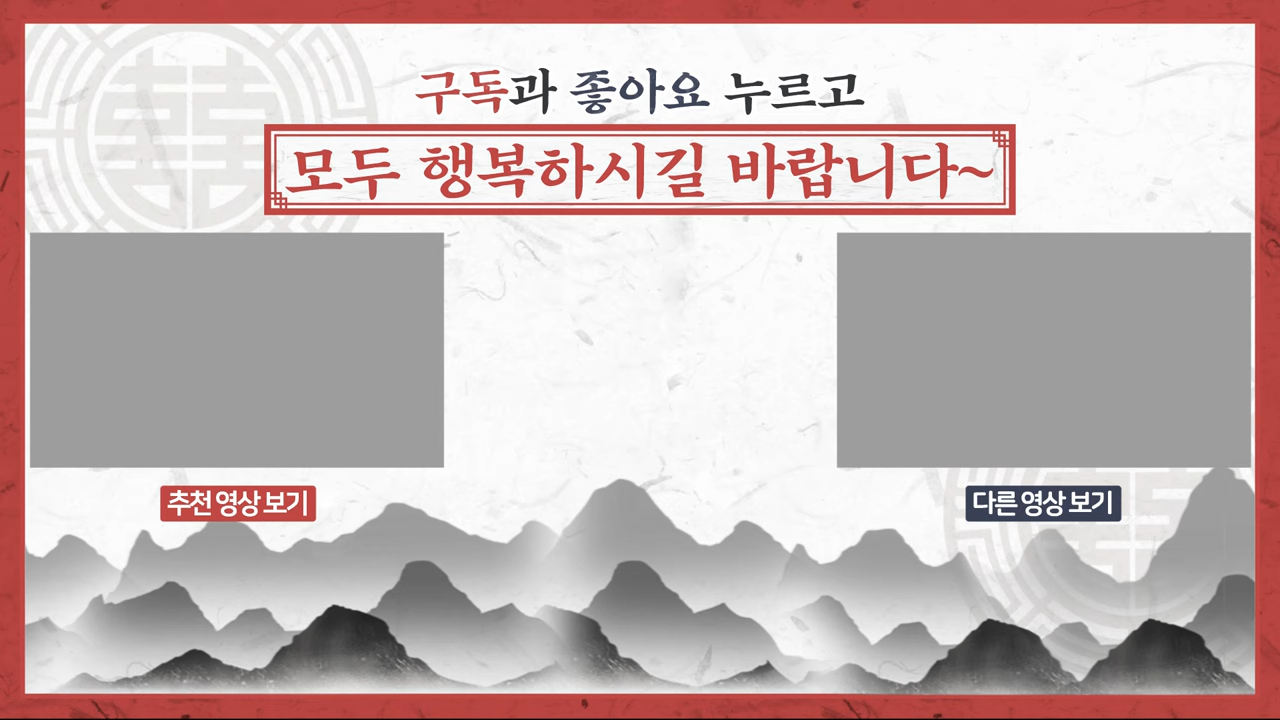 구독과 좋아요 누르고
모두 행복하시길 바랍니다~
추천 영상 보기
다른 영상 보기